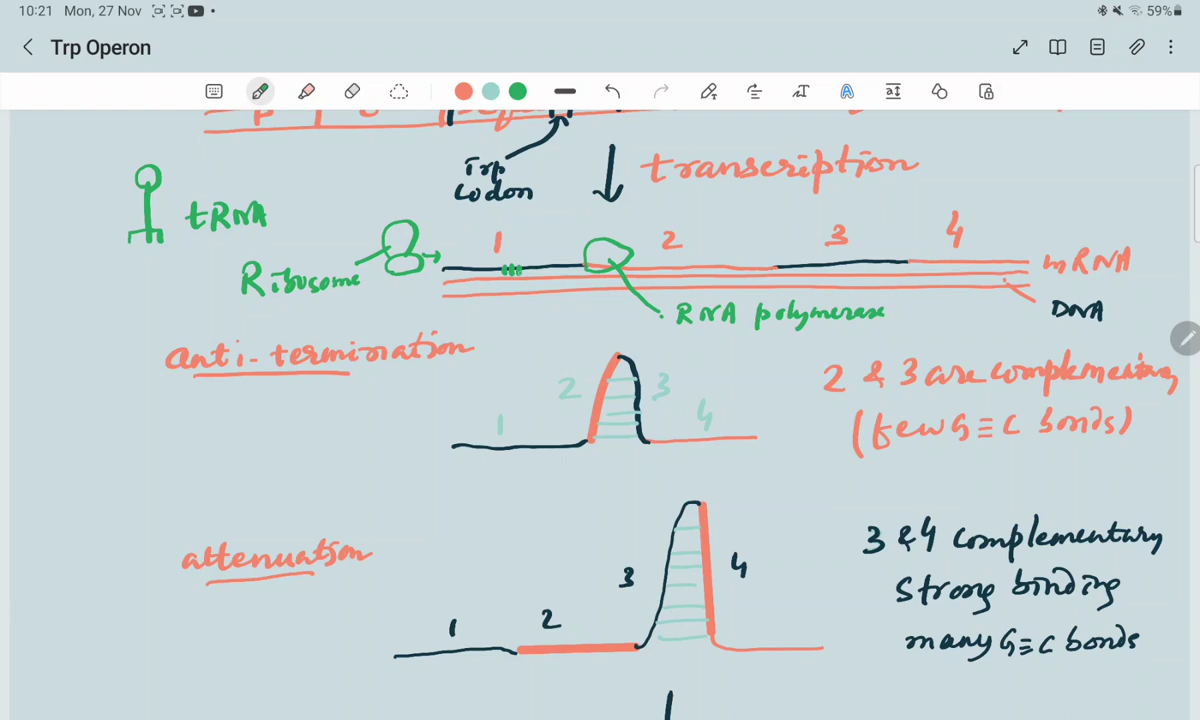 10:21 Mon, 27 Nov
59%
Trp Operon
Trp
Codon
transcription
tRNA
Ribosome
1 2 3 4
mRNA
RNA polymerase
DNA
anti-termination
1 2 3 4
2 & 3 are complementary
(few G≡C bonds)
attenuation
1 2 3 4
3 & 4 complementary
strong binding
many G≡C bonds